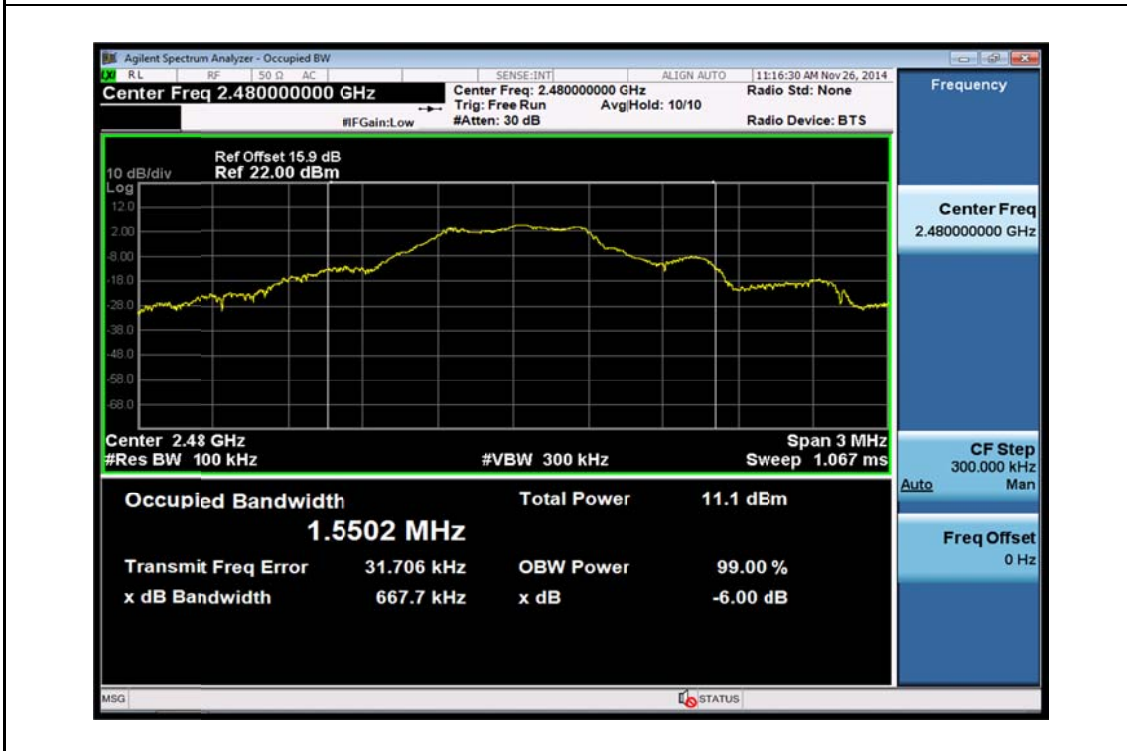 Agilent Spectrum Analyzer - Occupied BW
LXI RL RF 50 Ω AC SENSE:INT ALIGN AUTO 11:16:30 AM Nov 26, 2014
Center Freq 2.480000000 GHz
Center Freq: 2.480000000 GHz
Radio Std: None
Trig: Free Run Avg|Hold: 10/10
#IFGain:Low
#Atten: 30 dB
Radio Device: BTS
Ref Offset 15.9 dB
10 dB/div Ref 22.00 dBm
Log
12.0
2.00
-8.00
-18.0
-28.0
-38.0
-48.0
-58.0
-68.0
Center 2.48 GHz Span 3 MHz
#Res BW 100 kHz #VBW 300 kHz Sweep 1.067 ms
Occupied Bandwidth Total Power 11.1 dBm
1.5502 MHz
Transmit Freq Error 31.706 kHz OBW Power 99.00 %
x dB Bandwidth 667.7 kHz x dB -6.00 dB
MSG STATUS
Frequency
Center Freq
2.480000000 GHz
CF Step
300.000 kHz
Auto Man
Freq Offset
0 Hz